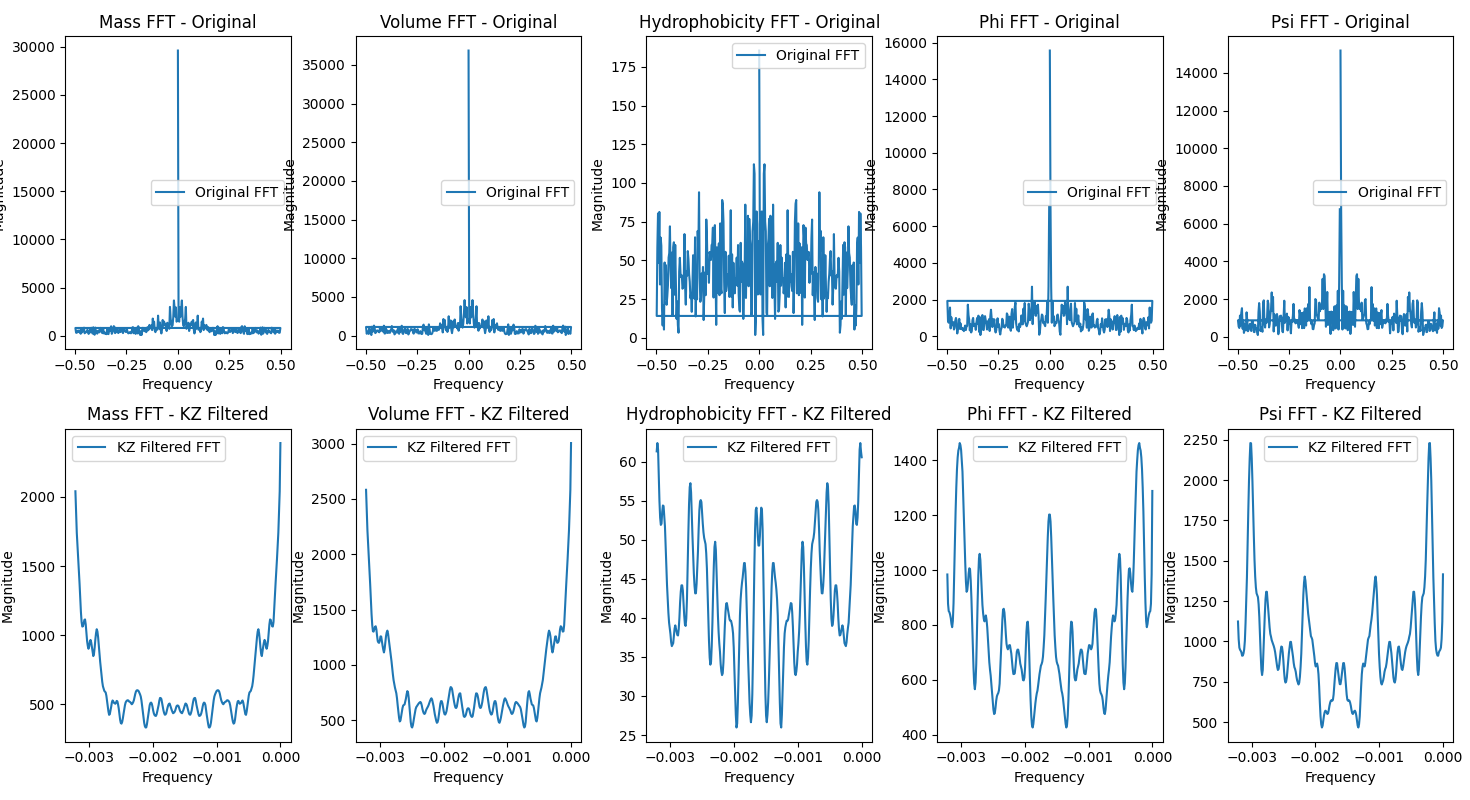 Mass FFT - Original
30000
25000
20000
15000
10000
5000
0
Magnitude
Original FFT
−0.50 −0.25 0.00 0.25 0.50
Frequency
Volume FFT - Original
35000
30000
25000
20000
15000
10000
5000
0
Magnitude
Original FFT
−0.50 −0.25 0.00 0.25 0.50
Frequency
Hydrophobicity FFT - Original
175
150
125
100
75
50
25
0
Magnitude
Original FFT
−0.50 −0.25 0.00 0.25 0.50
Frequency
Phi FFT - Original
16000
14000
12000
10000
8000
6000
4000
2000
0
Magnitude
Original FFT
−0.50 −0.25 0.00 0.25 0.50
Frequency
Psi FFT - Original
14000
12000
10000
8000
6000
4000
2000
0
Magnitude
Original FFT
−0.50 −0.25 0.00 0.25 0.50
Frequency
Mass FFT - KZ Filtered
2000
1500
1000
500
Magnitude
KZ Filtered FFT
−0.003 −0.002 −0.001 0.000
Frequency
Volume FFT - KZ Filtered
3000
2500
2000
1500
1000
500
Magnitude
KZ Filtered FFT
−0.003 −0.002 −0.001 0.000
Frequency
Hydrophobicity FFT - KZ Filtered
60
55
50
45
40
35
30
25
Magnitude
KZ Filtered FFT
−0.003 −0.002 −0.001 0.000
Frequency
Phi FFT - KZ Filtered
1400
1200
1000
800
600
400
Magnitude
KZ Filtered FFT
−0.003 −0.002 −0.001 0.000
Frequency
Psi FFT - KZ Filtered
2250
2000
1750
1500
1250
1000
750
500
Magnitude
KZ Filtered FFT
−0.003 −0.002 −0.001 0.000
Frequency